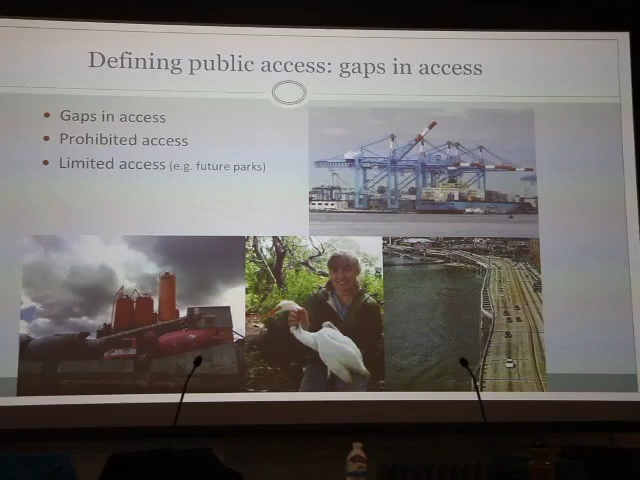 Defining public access: gaps in access
• Gaps in access
• Prohibited access
• Limited access (e.g. future parks)